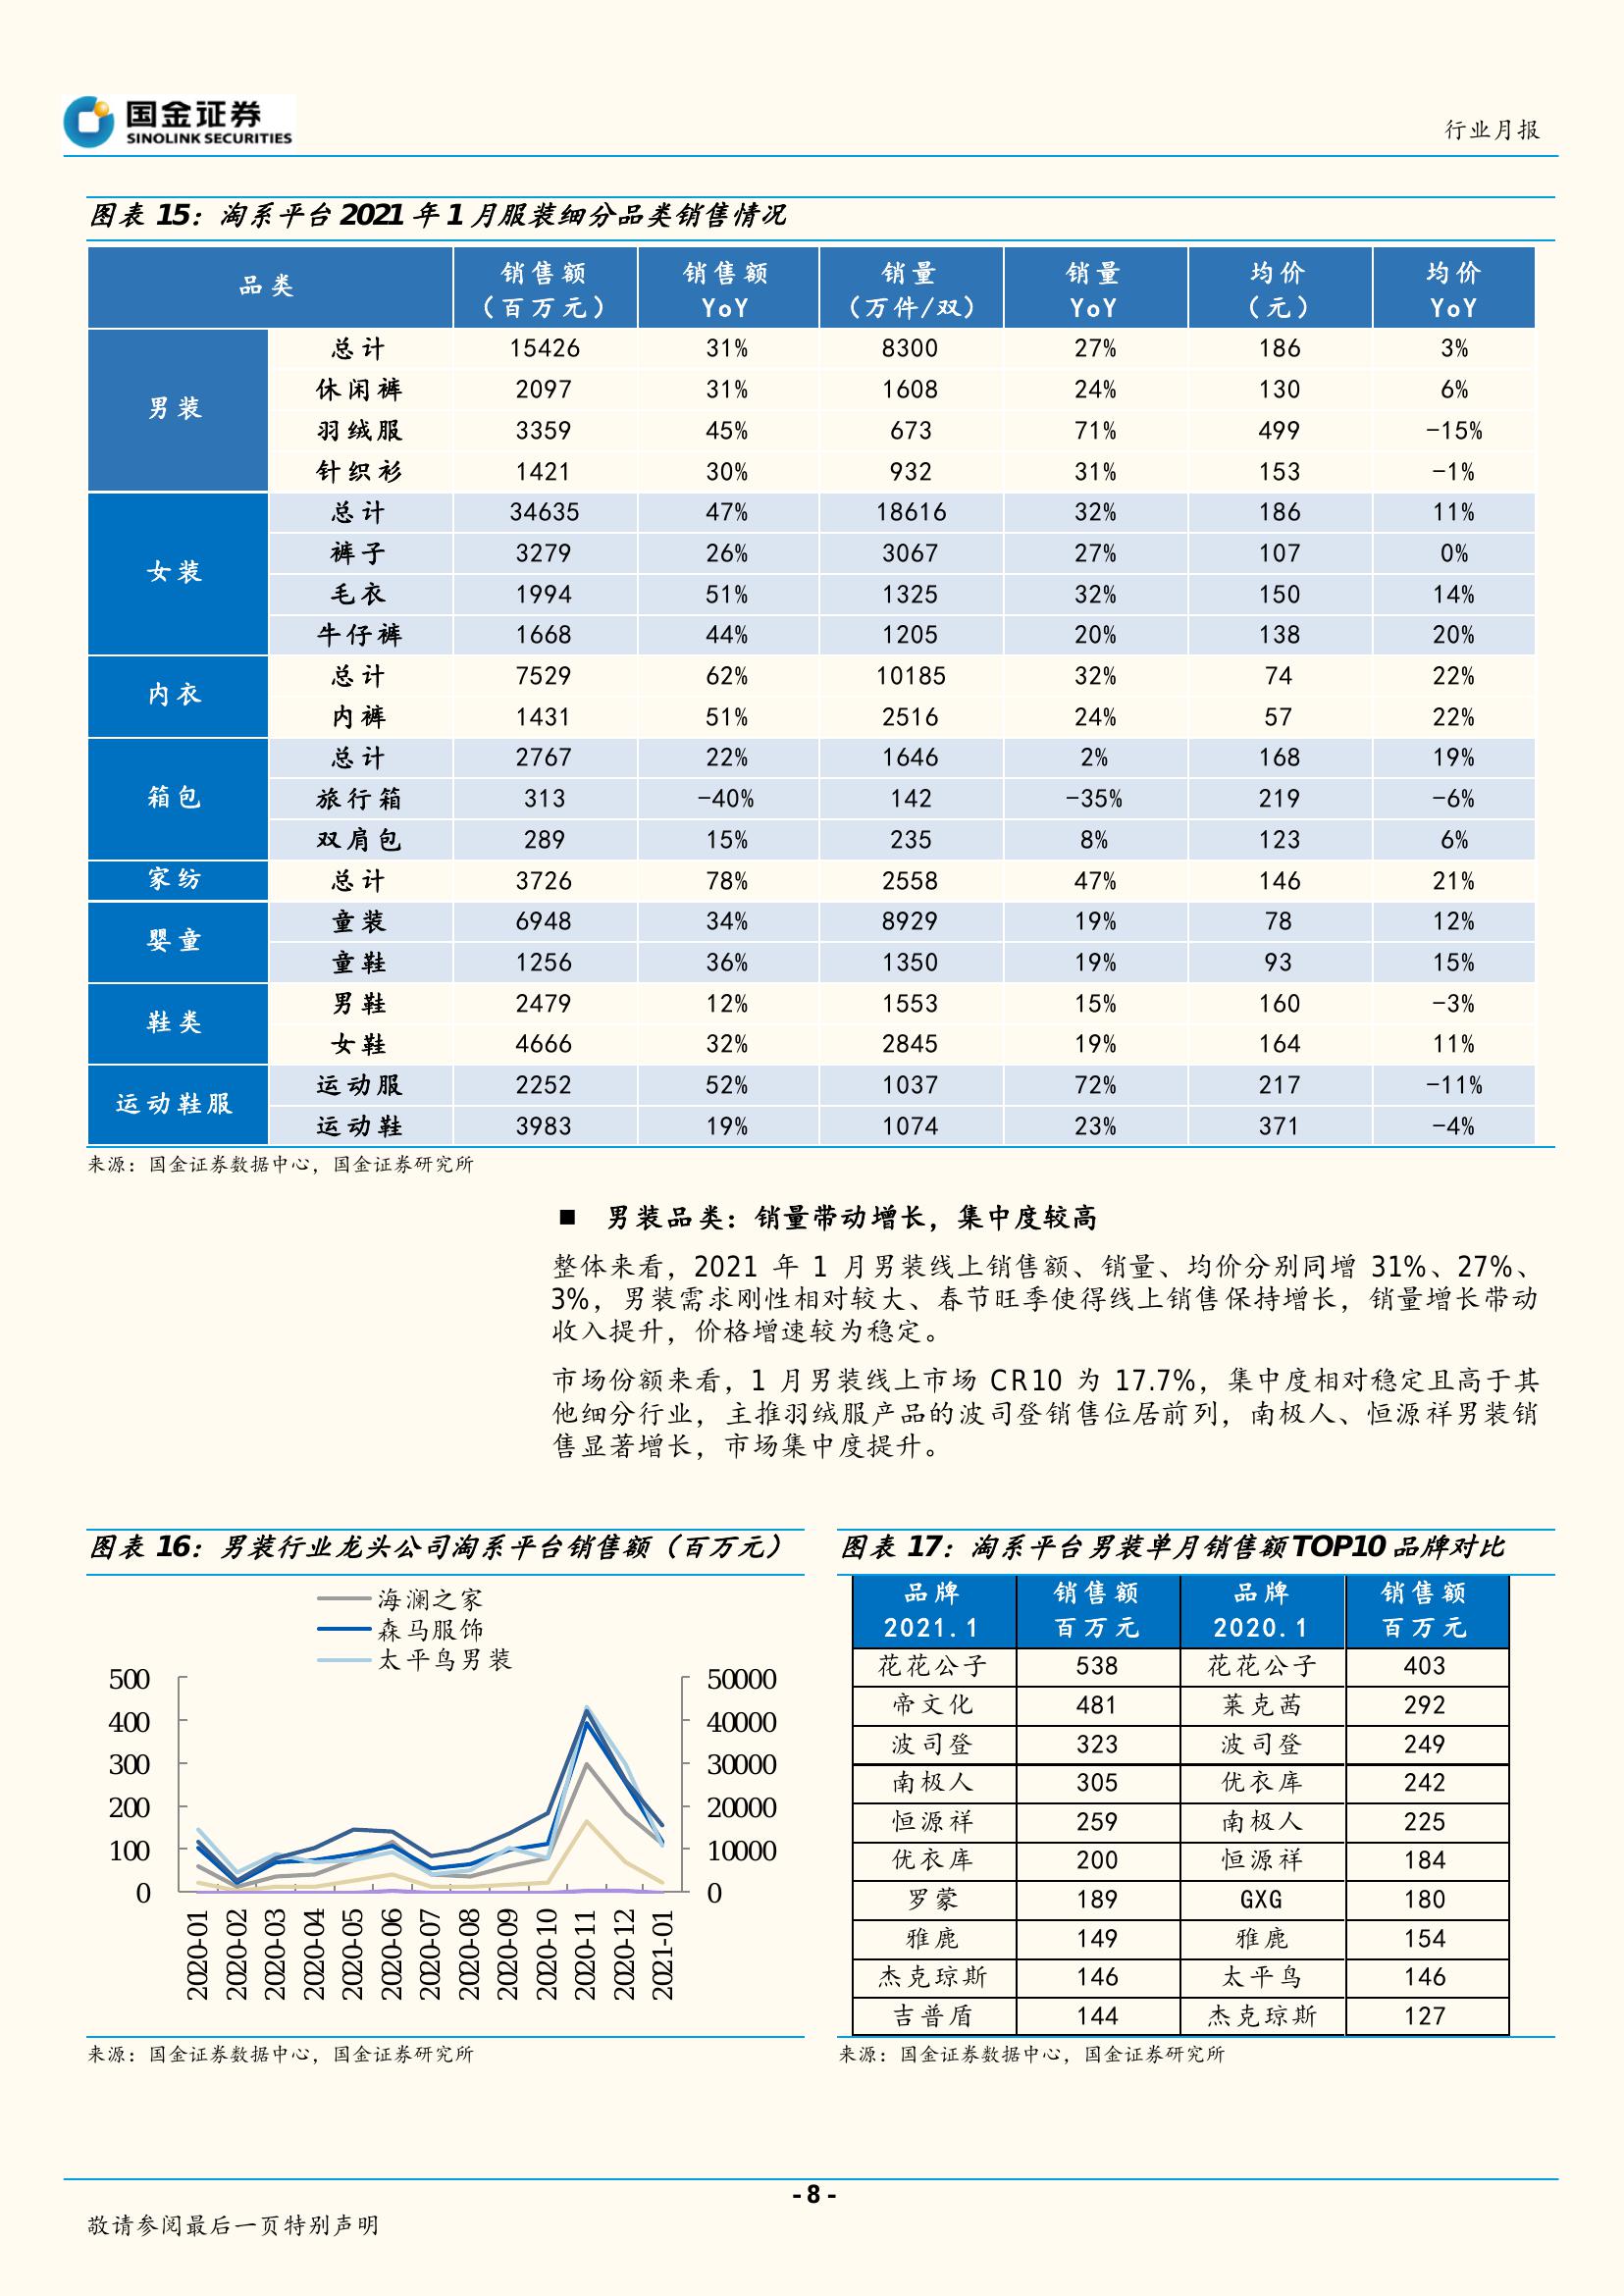 国金证券
SINOLINK SECURITIES
行业月报
图表 15：淘系平台 2021 年 1 月服装细分品类销售情况
品类 销售额（百万元） 销售额 YoY 销量（万件/双） 销量 YoY 均价（元） 均价 YoY
男装 总计 15426 31% 8300 27% 186 3%
休闲裤 2097 31% 1608 24% 130 6%
羽绒服 3359 45% 673 71% 499 -15%
针织衫 1421 30% 932 31% 153 -1%
女装 总计 34635 47% 18616 32% 186 11%
裤子 3279 26% 3067 27% 107 0%
毛衣 1994 51% 1325 32% 150 14%
牛仔裤 1668 44% 1205 20% 138 20%
内衣 总计 7529 62% 10185 32% 74 22%
内裤 1431 51% 2516 24% 57 22%
箱包 总计 2767 22% 1646 2% 168 19%
旅行箱 313 -40% 142 -35% 219 -6%
双肩包 289 15% 235 8% 123 6%
家纺 总计 3726 78% 2558 47% 146 21%
婴童 童装 6948 34% 8929 19% 78 12%
童鞋 1256 36% 1350 19% 93 15%
鞋类 男鞋 2479 12% 1553 15% 160 -3%
女鞋 4666 32% 2845 19% 164 11%
运动鞋服 运动服 2252 52% 1037 72% 217 -11%
运动鞋 3983 19% 1074 23% 371 -4%
来源：国金证券数据中心，国金证券研究所
■ 男装品类：销量带动增长，集中度较高
整体来看，2021 年 1 月男装线上销售额、销量、均价分别同增 31%、27%、
3%，男装需求刚性相对较大、春节旺季使得线上销售保持增长，销量增长带动
收入提升，价格增速较为稳定。
市场份额来看，1 月男装线上市场 CR10 为 17.7%，集中度相对稳定且高于其
他细分行业，主推羽绒服产品的波司登销售位居前列，南极人、恒源祥男装销
售显著增长，市场集中度提升。
图表 16：男装行业龙头公司淘系平台销售额（百万元）
海澜之家
森马服饰
太平鸟男装
500
400
300
200
100
0
50000
40000
30000
20000
10000
0
2020-01
2020-02
2020-03
2020-04
2020-05
2020-06
2020-07
2020-08
2020-09
2020-10
2020-11
2020-12
2021-01
来源：国金证券数据中心，国金证券研究所
图表 17：淘系平台男装单月销售额TOP10 品牌对比
品牌 销售额 品牌 销售额
2021.1 百万元 2020.1 百万元
花花公子 538 花花公子 403
帝文化 481 莱克茜 292
波司登 323 波司登 249
南极人 305 优衣库 242
恒源祥 259 南极人 225
优衣库 200 恒源祥 184
罗蒙 189 GXG 180
雅鹿 149 雅鹿 154
杰克琼斯 146 太平鸟 146
吉普盾 144 杰克琼斯 127
来源：国金证券数据中心，国金证券研究所
- 8 -
敬请参阅最后一页特别声明